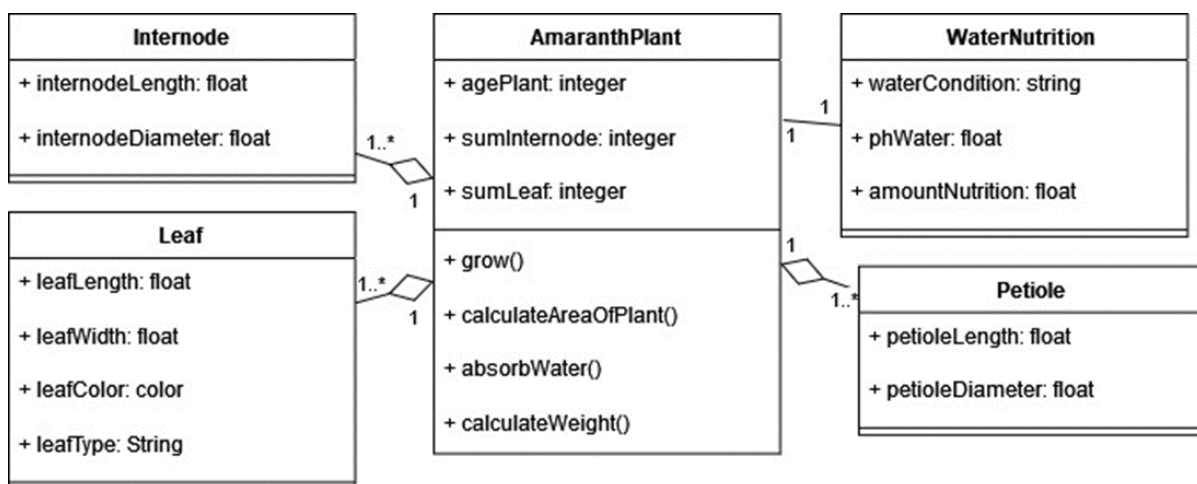 Internode
+ internodeLength: float
+ internodeDiameter: float
1..*
1
Leaf
+ leafLength: float
+ leafWidth: float
+ leafColor: color
+ leafType: String
1..*
1
AmaranthPlant
+ agePlant: integer
+ sumInternode: integer
+ sumLeaf: integer
+ grow()
+ calculateAreaOfPlant()
+ absorbWater()
+ calculateWeight()
1
1
WaterNutrition
+ waterCondition: string
+ phWater: float
+ amountNutrition: float
1
1..*
Petiole
+ petioleLength: float
+ petioleDiameter: float